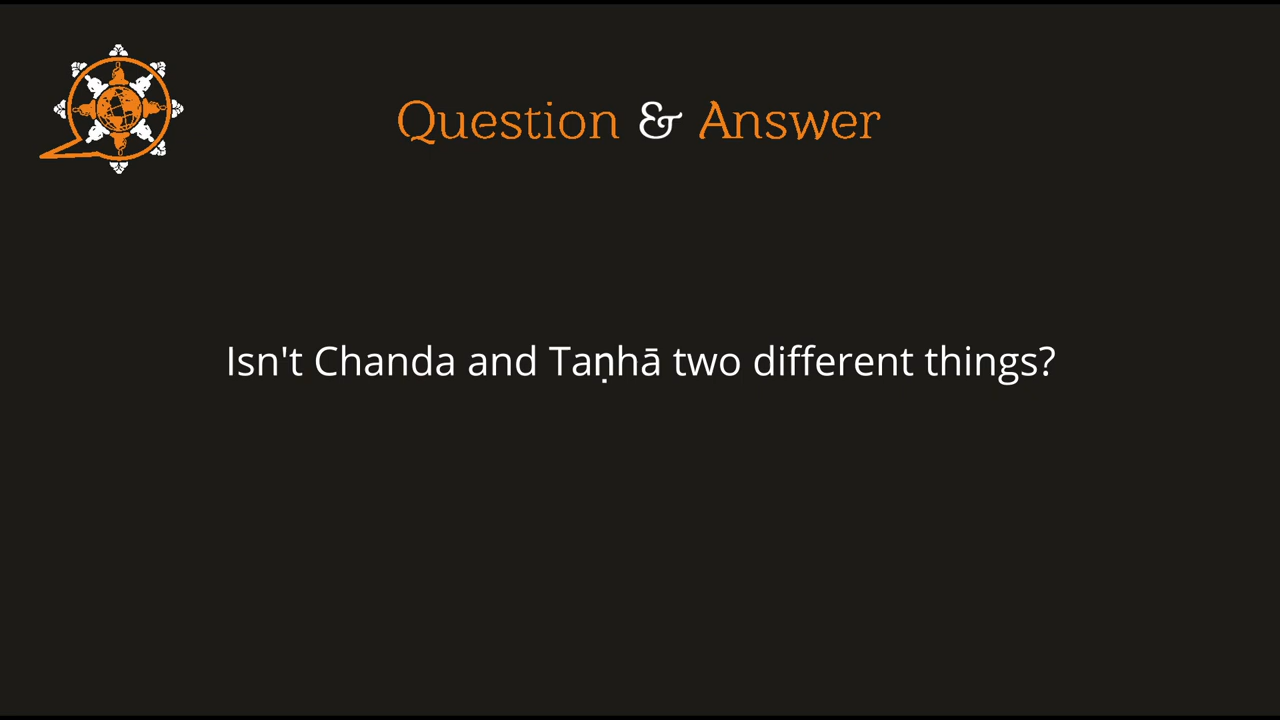 Question & Answer
Isn't Chanda and Taṇhā two different things?